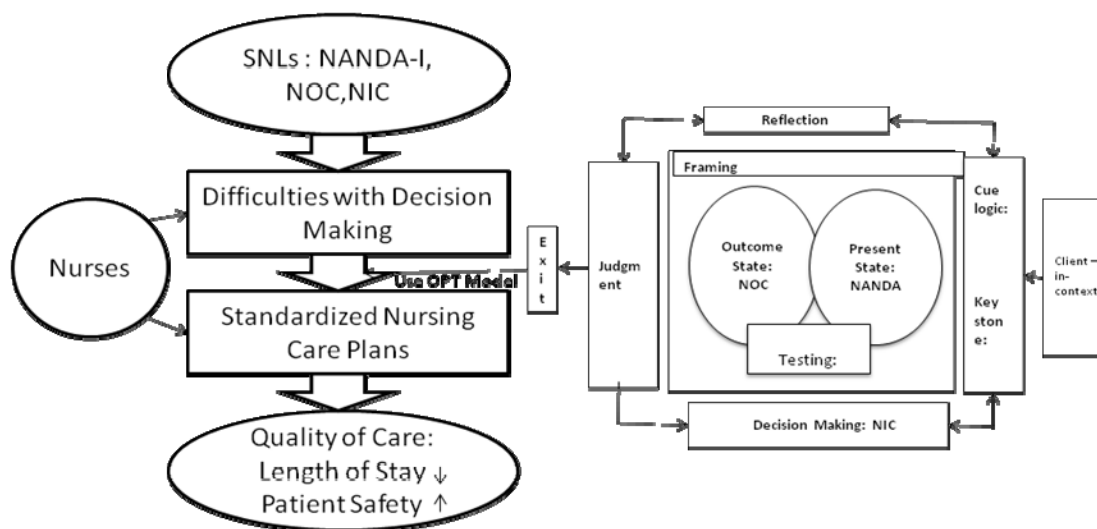 SNLs : NANDA-I,
NOC,NIC
Difficulties with Decision
Making
Nurses
Use OPT Modal
Standardized Nursing
Care Plans
Quality of Care:
Length of Stay ↓
Patient Safety ↑
E
x
i
t
Judgm
ent
Reflection
Framing
Outcome
State:
NOC
Present
State:
NANDA
Testing:
Decision Making: NIC
Cue
logic:
Key
ston
e:
Client –
in-
context